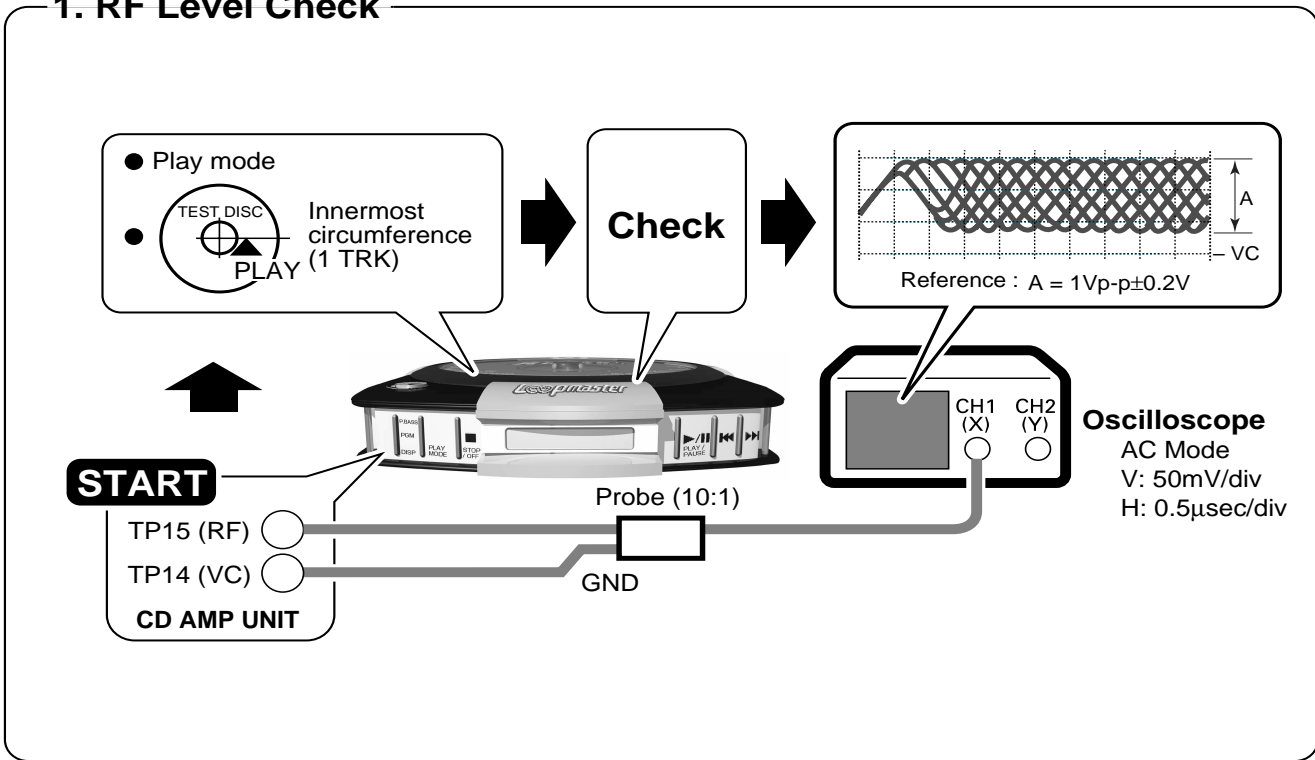 1. RF Level Check
● Play mode
● TEST DISC
PLAY
Innermost
circumference
(1 TRK)
Check
A
– VC
Reference : A = 1Vp-p±0.2V
Loopmaster
P.BASS
PGM
DISP
PLAY
MODE
STOP
/ OFF
PLAY /
PAUSE
CH1
(X)
CH2
(Y)
Oscilloscope
AC Mode
V: 50mV/div
H: 0.5μsec/div
START
Probe (10:1)
TP15 (RF)
TP14 (VC)
GND
CD AMP UNIT